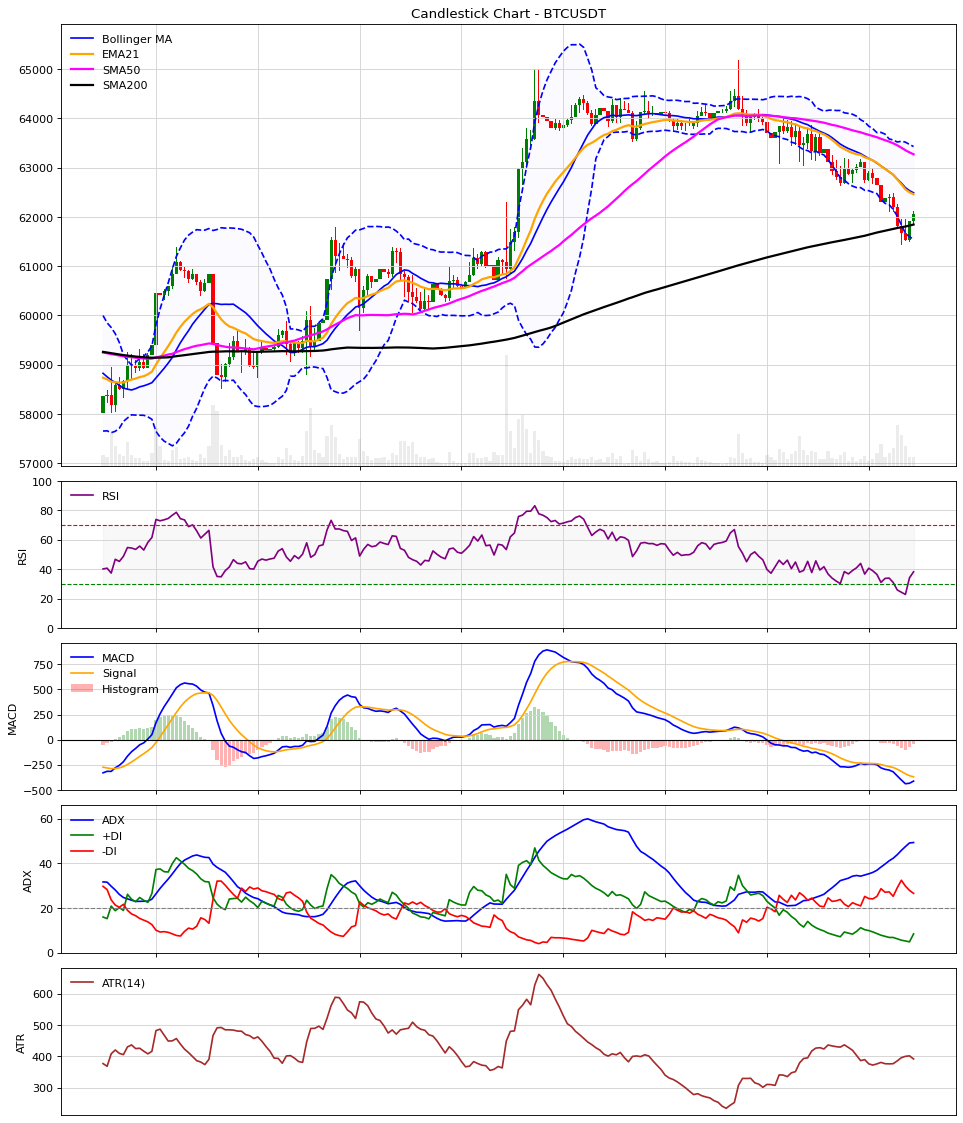 Candlestick Chart - BTCUSDT
Bollinger MA
EMA21
SMA50
SMA200
65000
64000
63000
62000
61000
60000
59000
58000
57000
RSI
RSI
100
80
60
40
20
0
MACD
Signal
Histogram
MACD
750
500
250
0
−250
−500
ADX
+DI
-DI
ADX
60
40
20
0
ATR(14)
ATR
600
500
400
300